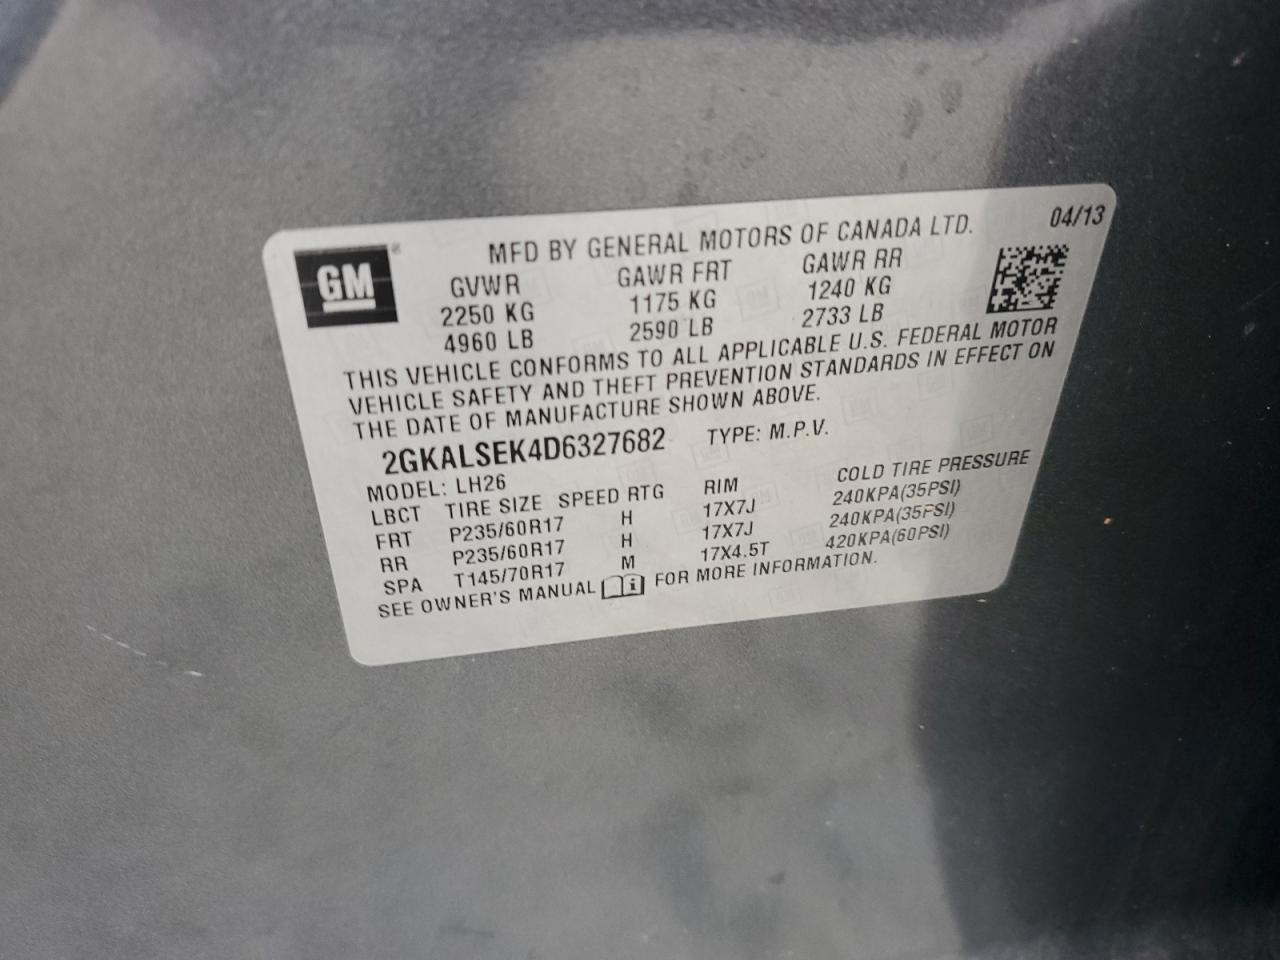 GM ®
MFD BY GENERAL MOTORS OF CANADA LTD. 04/13
GVWR GAWR FRT GAWR RR
2250 KG 1175 KG 1240 KG
4960 LB 2590 LB 2733 LB
THIS VEHICLE CONFORMS TO ALL APPLICABLE U.S. FEDERAL MOTOR
VEHICLE SAFETY AND THEFT PREVENTION STANDARDS IN EFFECT ON
THE DATE OF MANUFACTURE SHOWN ABOVE.
2GKALSEK4D6327682 TYPE: M.P.V.
MODEL: LH26
LBCT TIRE SIZE SPEED RTG RIM COLD TIRE PRESSURE
FRT P235/60R17 H 17X7J 240KPA(35PSI)
RR P235/60R17 H 17X7J 240KPA(35PSI)
SPA T145/70R17 M 17X4.5T 420KPA(60PSI)
SEE OWNER'S MANUAL i FOR MORE INFORMATION.